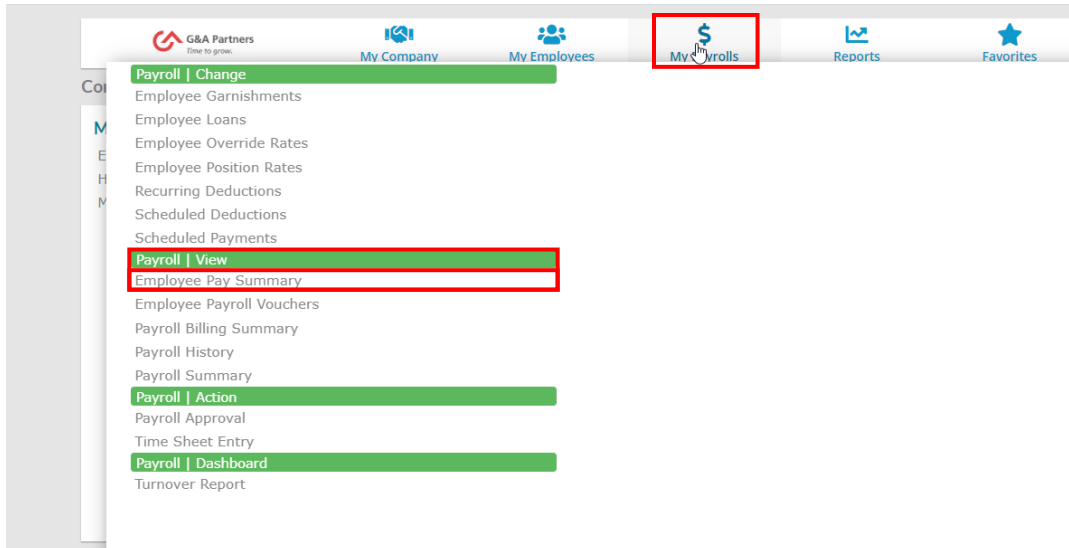 G&A Partners
Time to grow.
My Company
My Employees
$
My rolls
Reports
Favorites
Payroll | Change
Employee Garnishments
Employee Loans
Employee Override Rates
Employee Position Rates
Recurring Deductions
Scheduled Deductions
Scheduled Payments
Payroll | View
Employee Pay Summary
Employee Payroll Vouchers
Payroll Billing Summary
Payroll History
Payroll Summary
Payroll | Action
Payroll Approval
Time Sheet Entry
Payroll | Dashboard
Turnover Report